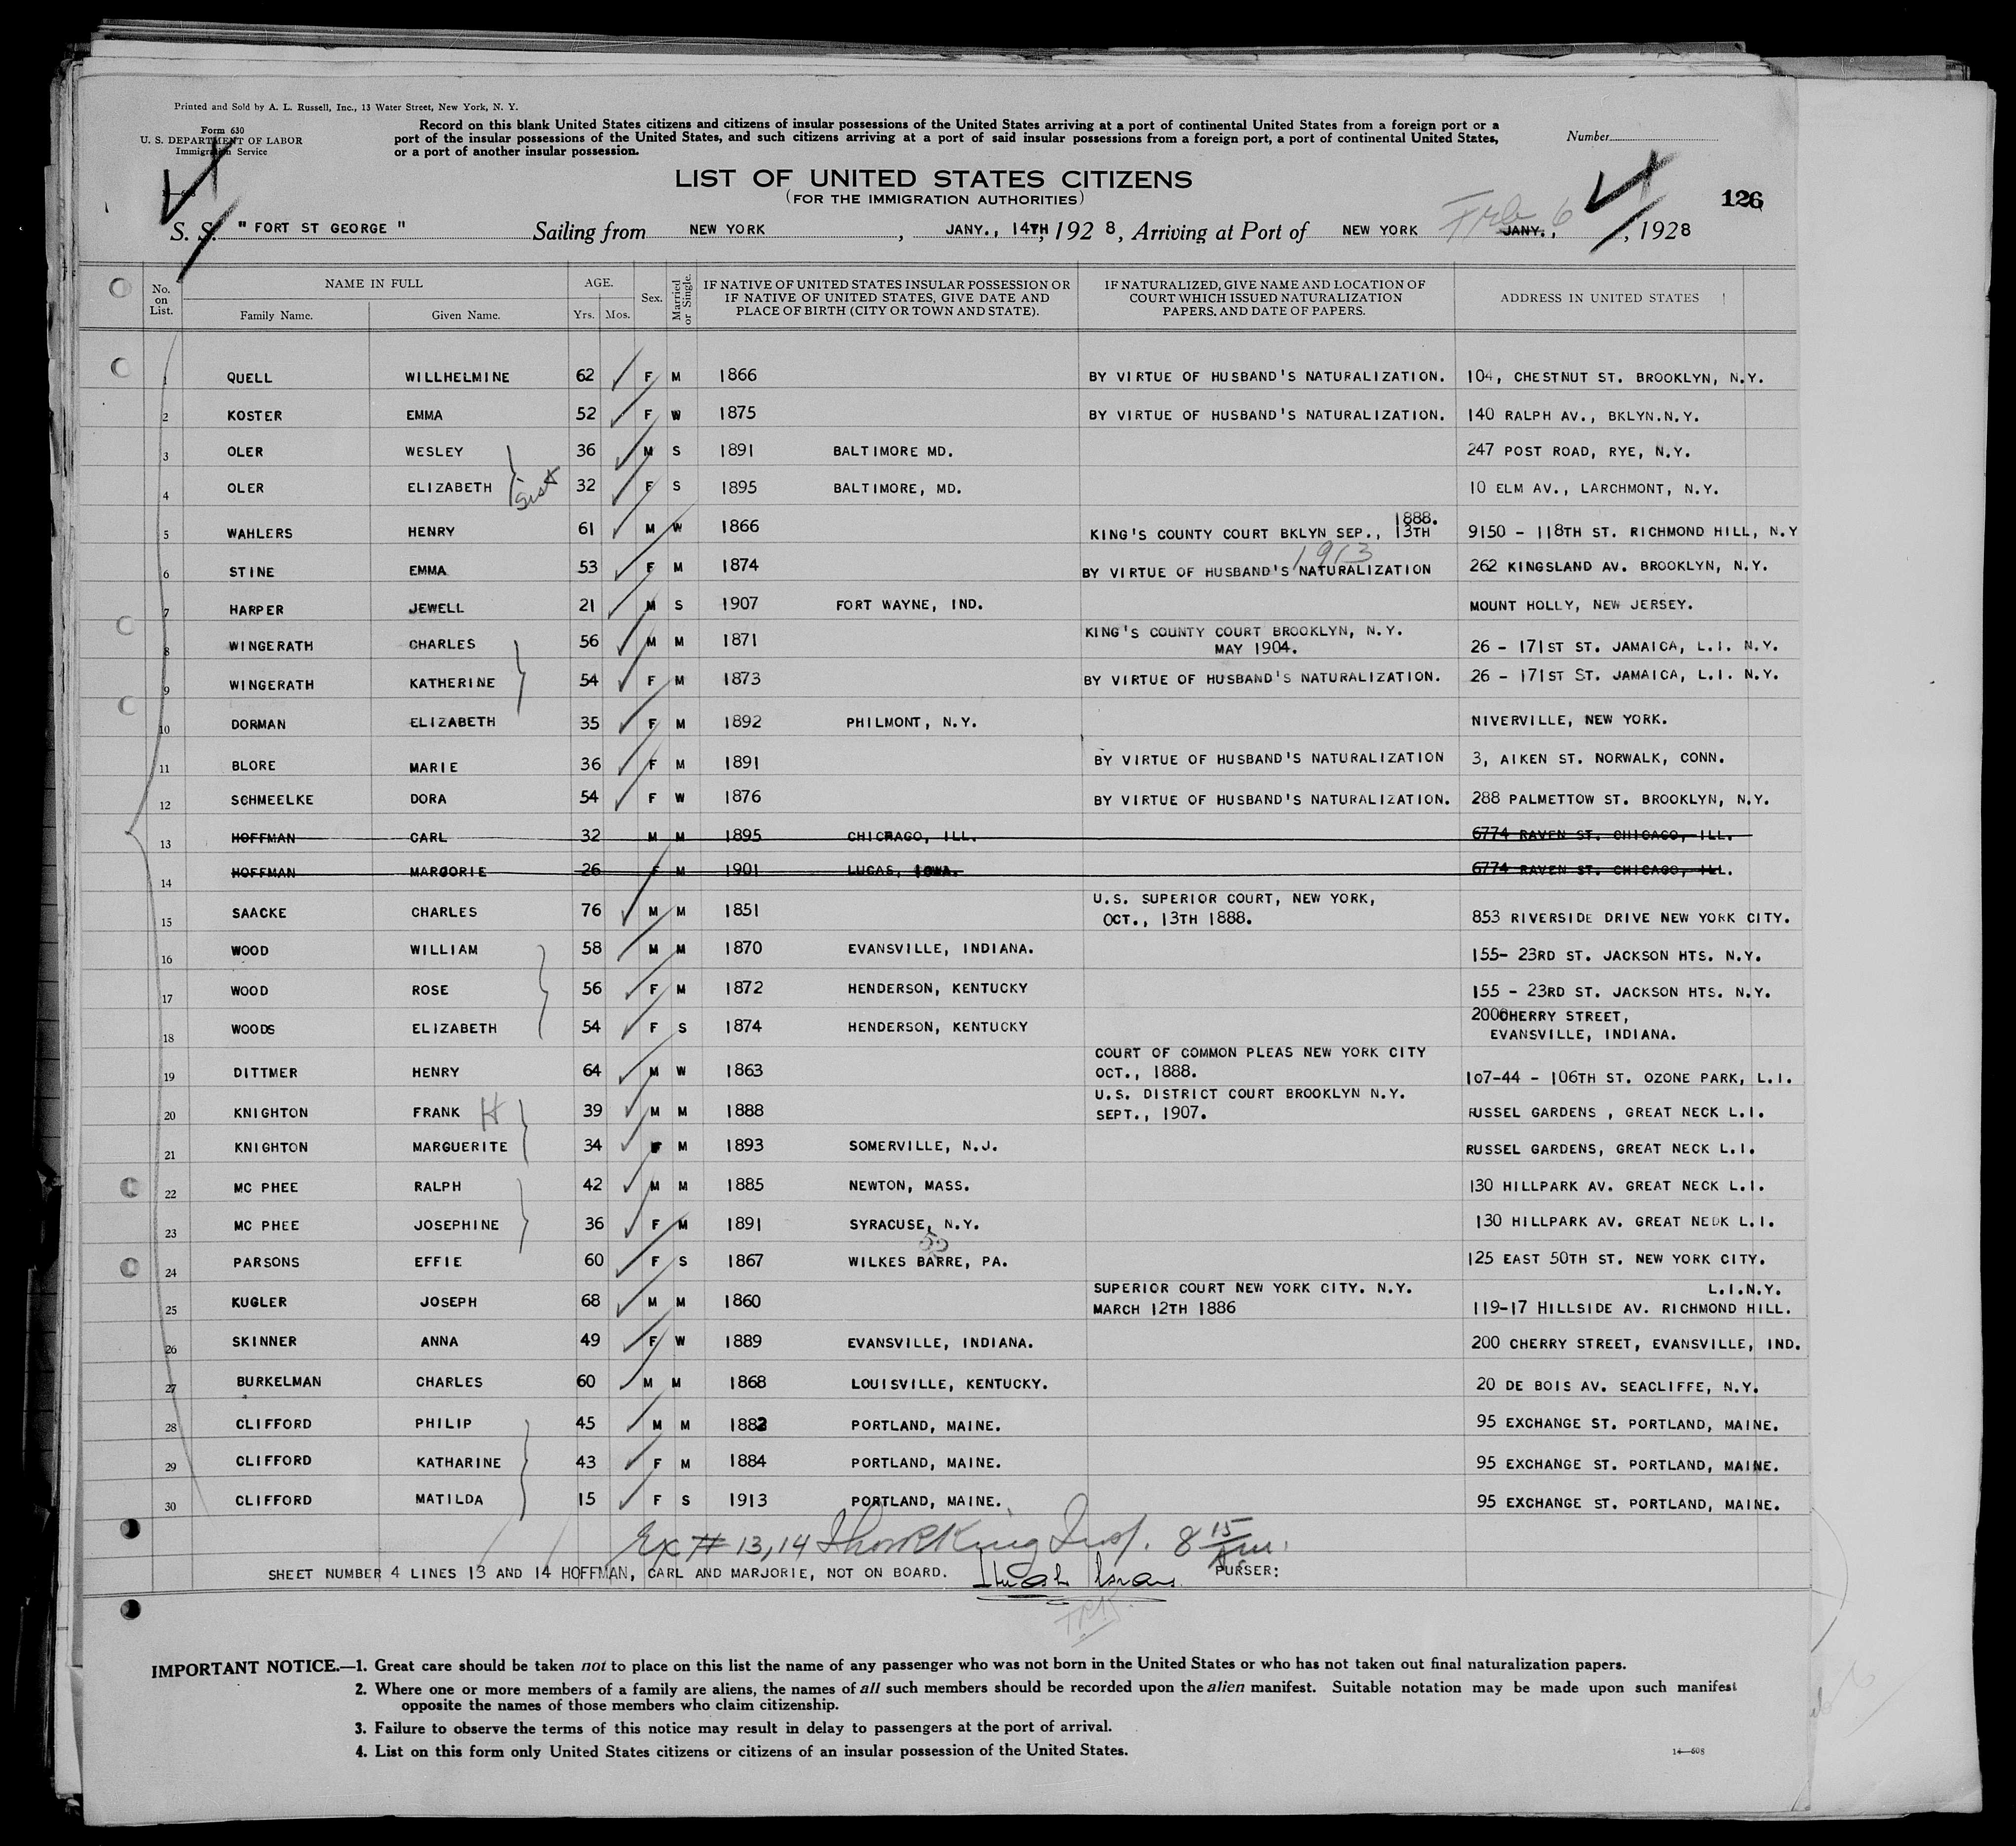 Printed and Sold by A. L. Russell, Inc., 13 Water Street, New York, N. Y.
Form 630
U. S. DEPARTMENT OF LABOR
Immigration Service
Record on this blank United States citizens and citizens of insular possessions of the United States arriving at a port of continental United States from a foreign port or a
port of the insular possessions of the United States, and such citizens arriving at a port of said insular possessions from a foreign port, a port of continental United States,
or a port of another insular possession.
Number
LIST OF UNITED STATES CITIZENS
(FOR THE IMMIGRATION AUTHORITIES)
126
S. S. " FORT ST GEORGE " Sailing from NEW YORK, JANY., 14TH, 1928, Arriving at Port of NEW YORK JANY., Feb 6, 1928
No. on List. NAME IN FULL Family Name. Given Name. AGE. Yrs. Mos. Sex. Married or Single. IF NATIVE OF UNITED STATES INSULAR POSSESSION OR IF NATIVE OF UNITED STATES, GIVE DATE AND PLACE OF BIRTH (CITY OR TOWN AND STATE). IF NATURALIZED, GIVE NAME AND LOCATION OF COURT WHICH ISSUED NATURALIZATION PAPERS, AND DATE OF PAPERS. ADDRESS IN UNITED STATES
1 QUELL WILLHELMINE 62 F M 1866 BY VIRTUE OF HUSBAND'S NATURALIZATION. 104, CHESTNUT ST. BROOKLYN, N.Y.
2 KOSTER EMMA 52 F W 1875 BY VIRTUE OF HUSBAND'S NATURALIZATION. 140 RALPH AV., BKLYN.N.Y.
3 OLER WESLEY 36 M S 1891 BALTIMORE MD. 247 POST ROAD, RYE, N.Y.
4 OLER ELIZABETH 32 F S 1895 BALTIMORE, MD. 10 ELM AV., LARCHMONT, N.Y.
5 WAHLERS HENRY 61 M W 1866 KING'S COUNTY COURT BKLYN SEP., 13TH 1888. 9150 - 118TH ST. RICHMOND HILL, N.Y
1913
6 STINE EMMA 53 F M 1874 BY VIRTUE OF HUSBAND'S NATURALIZATION 262 KINGSLAND AV. BROOKLYN, N.Y.
7 HARPER JEWELL 21 M S 1907 FORT WAYNE, IND. MOUNT HOLLY, NEW JERSEY.
8 WINGERATH CHARLES 56 M M 1871 KING'S COUNTY COURT BROOKLYN, N.Y. MAY 1904. 26 - 171ST ST. JAMAICA, L.I. N.Y.
9 WINGERATH KATHERINE 54 F M 1873 BY VIRTUE OF HUSBAND'S NATURALIZATION. 26 - 171ST ST. JAMAICA, L.I. N.Y.
10 DORMAN ELIZABETH 35 F M 1892 PHILMONT, N.Y. NIVERVILLE, NEW YORK.
11 BLORE MARIE 36 F M 1891 BY VIRTUE OF HUSBAND'S NATURALIZATION 3, AIKEN ST. NORWALK, CONN.
12 SCHMEELKE DORA 54 F W 1876 BY VIRTUE OF HUSBAND'S NATURALIZATION. 288 PALMETTOW ST. BROOKLYN, N.Y.
13 HOFFMAN CARL 32 M M 1895 CHICRAGO, ILL. 6774 RAVEN ST. CHICAGO, ILL.
14 HOFFMAN MARGORIE 26 F M 1901 LUCAS, IOWA. 6774 RAVEN ST. CHICAGO, ILL.
15 SAACKE CHARLES 76 M M 1851 U.S. SUPERIOR COURT, NEW YORK, OCT., 13TH 1888. 853 RIVERSIDE DRIVE NEW YORK CITY.
16 WOOD WILLIAM 58 M M 1870 EVANSVILLE, INDIANA. 155- 23RD ST. JACKSON HTS. N.Y.
17 WOOD ROSE 56 F M 1872 HENDERSON, KENTUCKY 155 - 23RD ST. JACKSON HTS. N.Y.
18 WOODS ELIZABETH 54 F S 1874 HENDERSON, KENTUCKY 200 CHERRY STREET, EVANSVILLE, INDIANA.
19 DITTMER HENRY 64 M W 1863 COURT OF COMMON PLEAS NEW YORK CITY OCT., 1888. 107-44 - 106TH ST. OZONE PARK, L.I.
20 KNIGHTON FRANK H 39 M M 1888 U.S. DISTRICT COURT BROOKLYN N.Y. SEPT., 1907. RUSSEL GARDENS , GREAT NECK L.I.
21 KNIGHTON MARGUERITE 34 F M 1893 SOMERVILLE, N.J. RUSSEL GARDENS, GREAT NECK L.I.
22 MC PHEE RALPH 42 M M 1885 NEWTON, MASS. 130 HILLPARK AV. GREAT NECK L.I.
23 MC PHEE JOSEPHINE 36 F M 1891 SYRACUSE, N.Y. 130 HILLPARK AV. GREAT NECK L.I.
24 PARSONS EFFIE 60 F S 1867 WILKES BARRE, PA. 125 EAST 50TH ST. NEW YORK CITY.
25 KUGLER JOSEPH 68 M M 1860 SUPERIOR COURT NEW YORK CITY. N.Y. MARCH 12TH 1886 119-17 HILLSIDE AV. RICHMOND HILL. L.I.N.Y.
26 SKINNER ANNA 49 F W 1889 EVANSVILLE, INDIANA. 200 CHERRY STREET, EVANSVILLE, IND.
27 BURKELMAN CHARLES 60 M M 1868 LOUISVILLE, KENTUCKY. 20 DE BOIS AV. SEACLIFFE, N.Y.
28 CLIFFORD PHILIP 45 M M 1882 PORTLAND, MAINE. 95 EXCHANGE ST. PORTLAND, MAINE.
29 CLIFFORD KATHARINE 43 F M 1884 PORTLAND, MAINE. 95 EXCHANGE ST. PORTLAND, MAINE.
30 CLIFFORD MATILDA 15 F S 1913 PORTLAND, MAINE. 95 EXCHANGE ST. PORTLAND, MAINE.
Ex # 13, 14 Insp. 8 15
SHEET NUMBER 4 LINES 13 AND 14 HOFFMAN, CARL AND MARJORIE, NOT ON BOARD. PURSER:
IMPORTANT NOTICE.—1. Great care should be taken not to place on this list the name of any passenger who was not born in the United States or who has not taken out final naturalization papers.
2. Where one or more members of a family are aliens, the names of all such members should be recorded upon the alien manifest. Suitable notation may be made upon such manifest
opposite the names of those members who claim citizenship.
3. Failure to observe the terms of this notice may result in delay to passengers at the port of arrival.
4. List on this form only United States citizens or citizens of an insular possession of the United States.
14—608